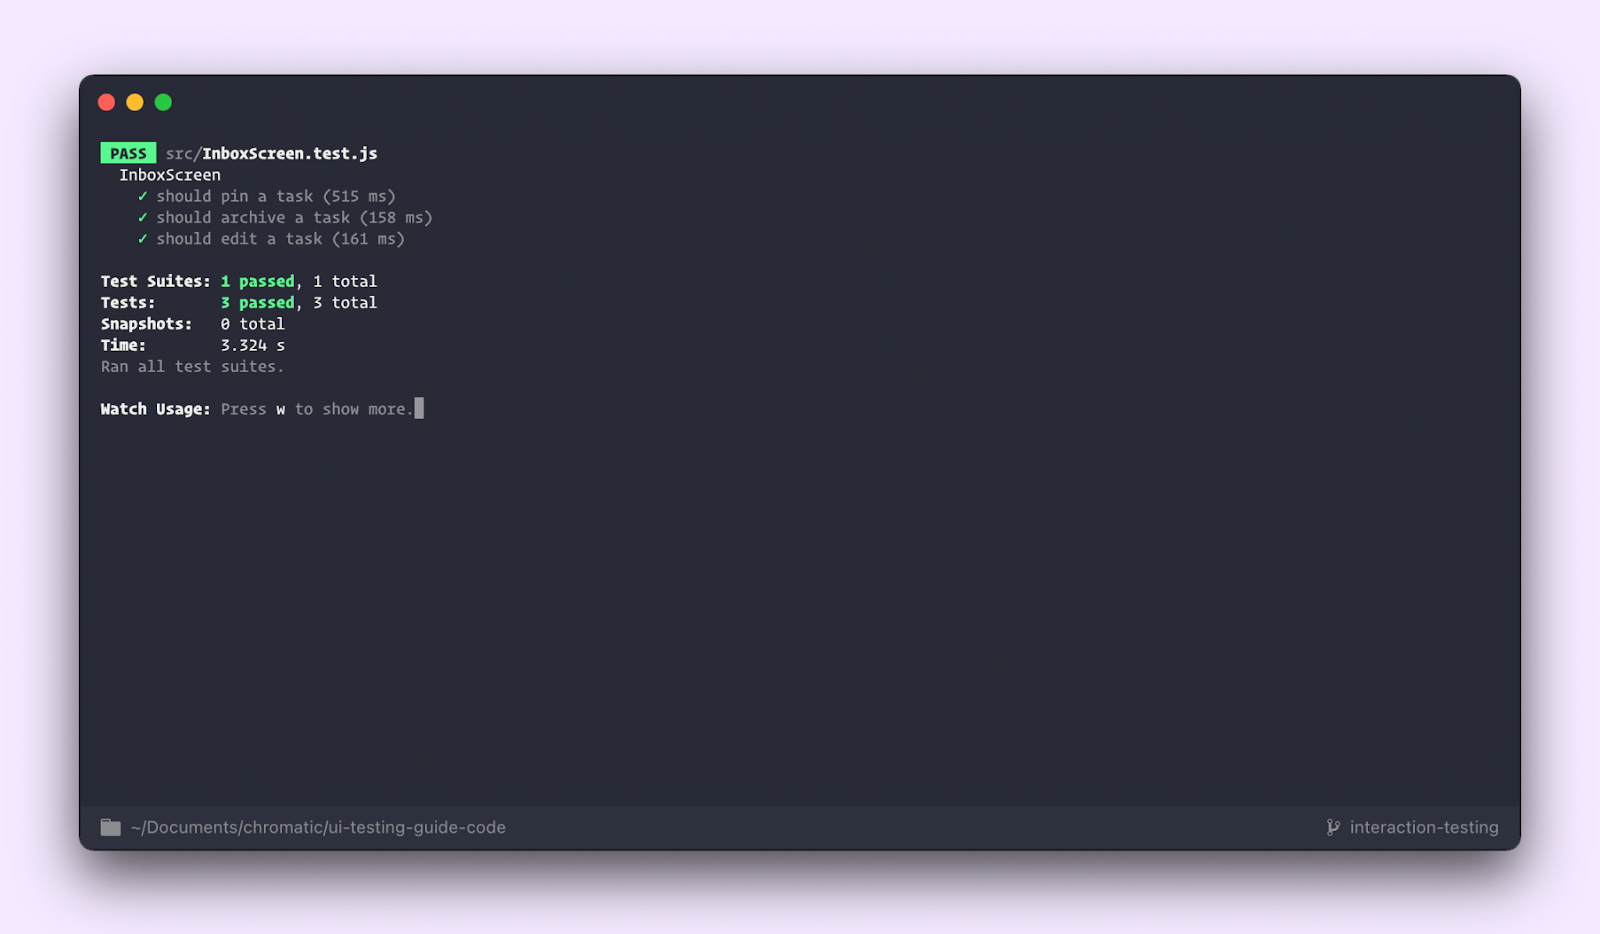 PASS src/InboxScreen.test.js
InboxScreen
✓ should pin a task (515 ms)
✓ should archive a task (158 ms)
✓ should edit a task (161 ms)
Test Suites: 1 passed, 1 total
Tests: 3 passed, 3 total
Snapshots: 0 total
Time: 3.324 s
Ran all test suites.
Watch Usage: Press w to show more.
~/Documents/chromatic/ui-testing-guide-code
interaction-testing